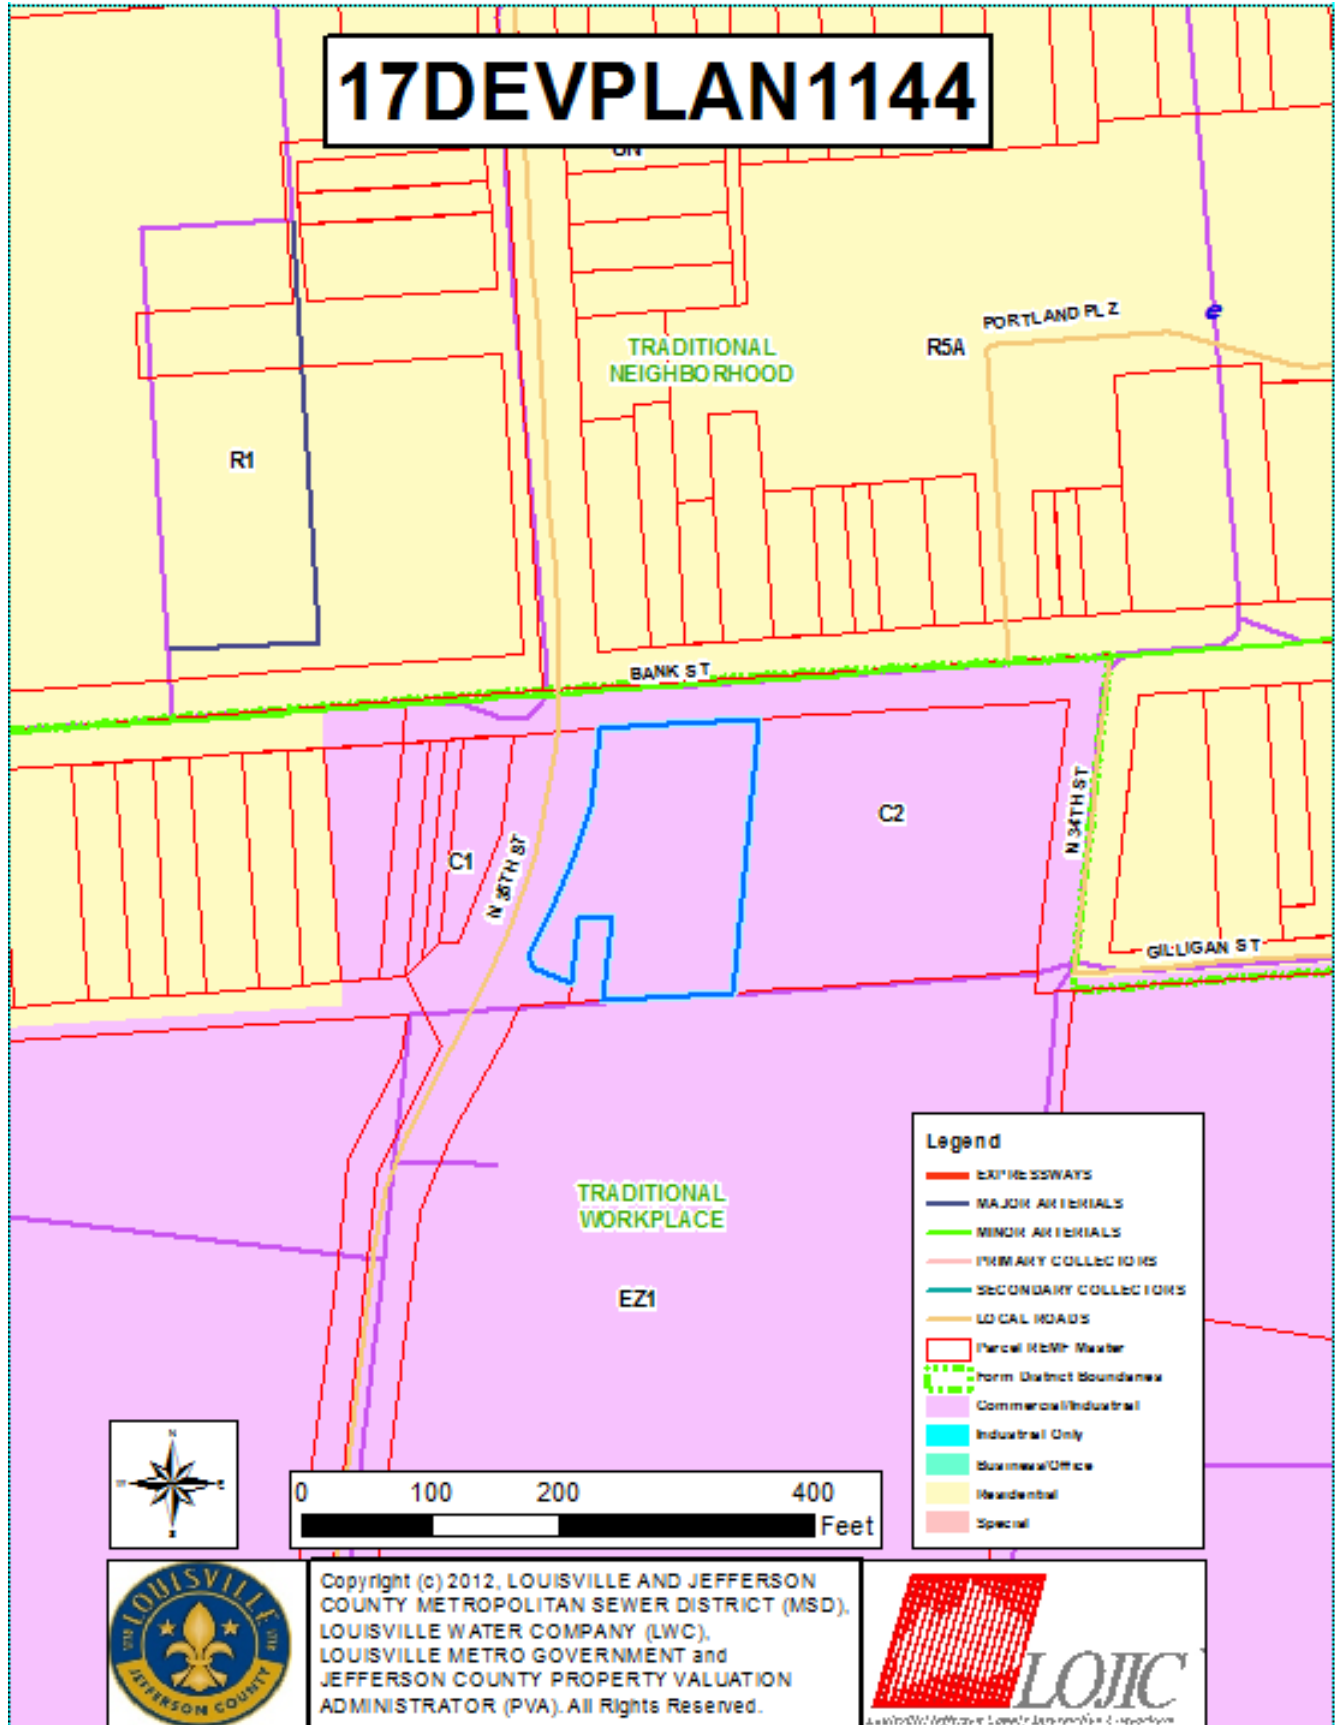 17DEVPLAN1144
PORTLAND PLZ
TRADITIONAL
NEIGHBORHOOD
R5A
R1
BANK ST
C2
N 34TH ST
C1
N 35TH ST
GILLIGAN ST
TRADITIONAL
WORKPLACE
EZ1
Legend
EXPRESSWAYS
MAJOR ARTERIALS
MINOR ARTERIALS
PRIMARY COLLECTORS
SECONDARY COLLECTORS
LOCAL ROADS
Parcel REMF Master
Form District Boundaries
Commercial/Industrial
Industrial Only
Business/Office
Residential
Special
N
E
S
0 100 200 400
Feet
LOUISVILLE
JEFFERSON COUNTY
Copyright (c) 2012, LOUISVILLE AND JEFFERSON
COUNTY METROPOLITAN SEWER DISTRICT (MSD),
LOUISVILLE WATER COMPANY (LWC),
LOUISVILLE METRO GOVERNMENT and
JEFFERSON COUNTY PROPERTY VALUATION
ADMINISTRATOR (PVA). All Rights Reserved.
LOJIC